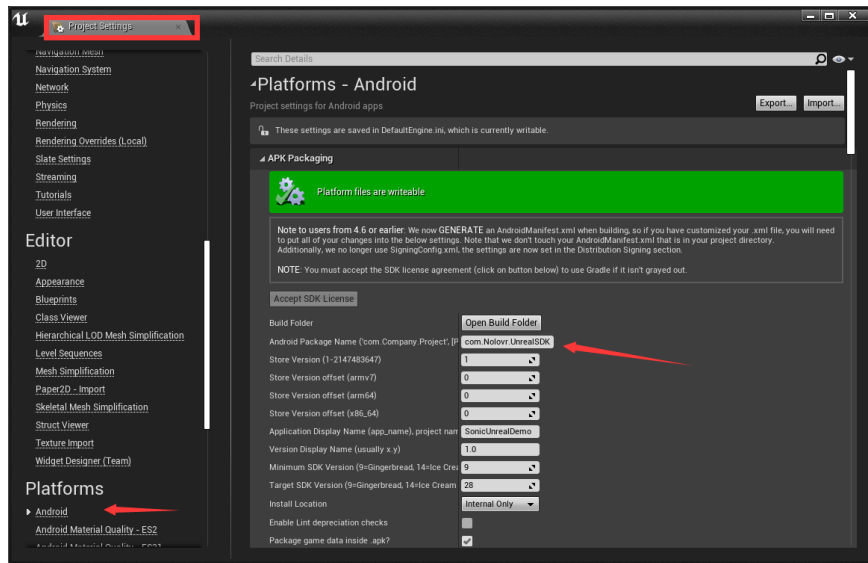 Project Settings
Navigation Mesh
Navigation System
Network
Physics
Rendering
Rendering Overrides (Local)
Slate Settings
Streaming
Tutorials
User Interface
Editor
2D
Appearance
Blueprints
Class Viewer
Hierarchical LOD Mesh Simplification
Level Sequences
Mesh Simplification
Paper2D - Import
Skeletal Mesh Simplification
Struct Viewer
Texture Import
Widget Designer (Team)
Platforms
Android
Android Material Quality - ES2
Android Material Quality - ES31
Search Details
Platforms - Android
Project settings for Android apps
Export...
Import...
These settings are saved in DefaultEngine.ini, which is currently writable.
APK Packaging
Platform files are writeable
Note to users from 4.6 or earlier: We now GENERATE an AndroidManifest.xml when building, so if you have customized your .xml file, you will need
to put all of your changes into the below settings. Note that we don't touch your AndroidManifest.xml that is in your project directory.
Additionally, we no longer use SigningConfig.xml, the settings are now set in the Distribution Signing section.
NOTE: You must accept the SDK license agreement (click on button below) to use Gradle if it isn't grayed out.
Accept SDK License
Build Folder Open Build Folder
Android Package Name ('com.Company.Project', [P com.Nolovr.UnrealSDK
Store Version (1-2147483647) 1
Store Version offset (armv7) 0
Store Version offset (arm64) 0
Store Version offset (x86_64) 0
Application Display Name (app_name), project nam SonicUnrealDemo
Version Display Name (usually x.y) 1.0
Minimum SDK Version (9=Gingerbread, 14=Ice Crea 9
Target SDK Version (9=Gingerbread, 14=Ice Cream 28
Install Location Internal Only
Enable Lint depreciation checks
Package game data inside .apk?